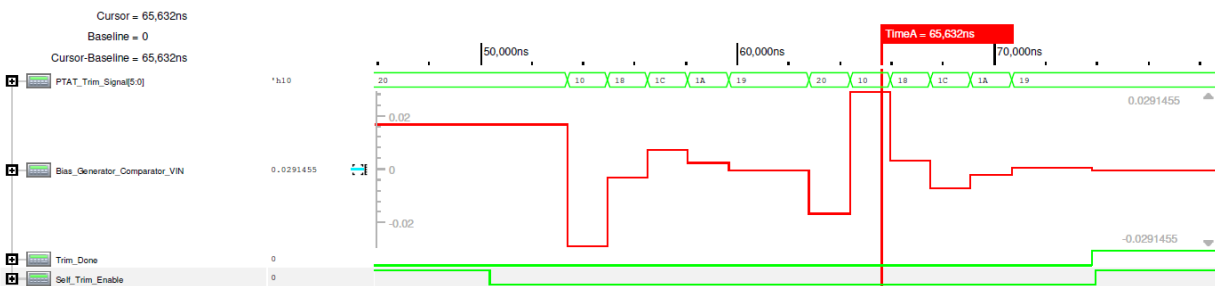 Cursor = 65,632ns
Baseline = 0
Cursor-Baseline = 65,632ns
TimeA = 65,632ns
50,000ns 60,000ns 70,000ns
PTAT_Trim_Signal[5:0] 'h10 20 10 18 1C 1A 19 20 10 18 1C 1A 19
0.0291455
0.02
Bias_Generator_Comparator_VIN 0.0291455 0
-0.02
-0.0291455
Trim_Done 0
Self_Trim_Enable 0